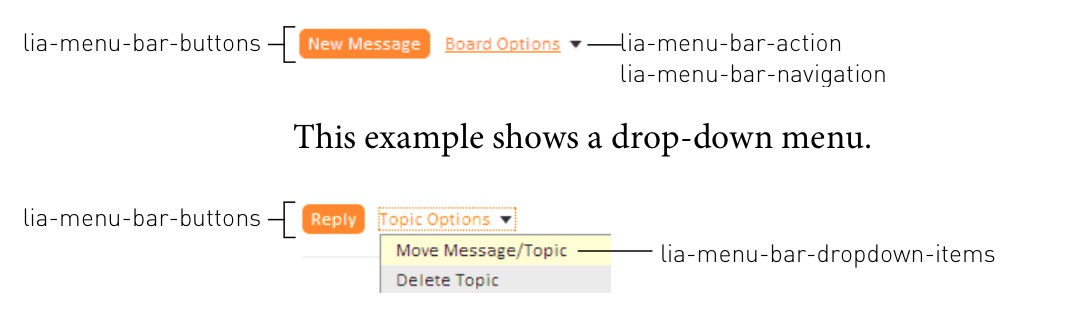 lia-menu-bar-buttons New Message Board Options lia-menu-bar-action
lia-menu-bar-navigation
This example shows a drop-down menu.
lia-menu-bar-buttons Reply Topic Options
Move Message/Topic lia-menu-bar-dropdown-items
Delete Topic